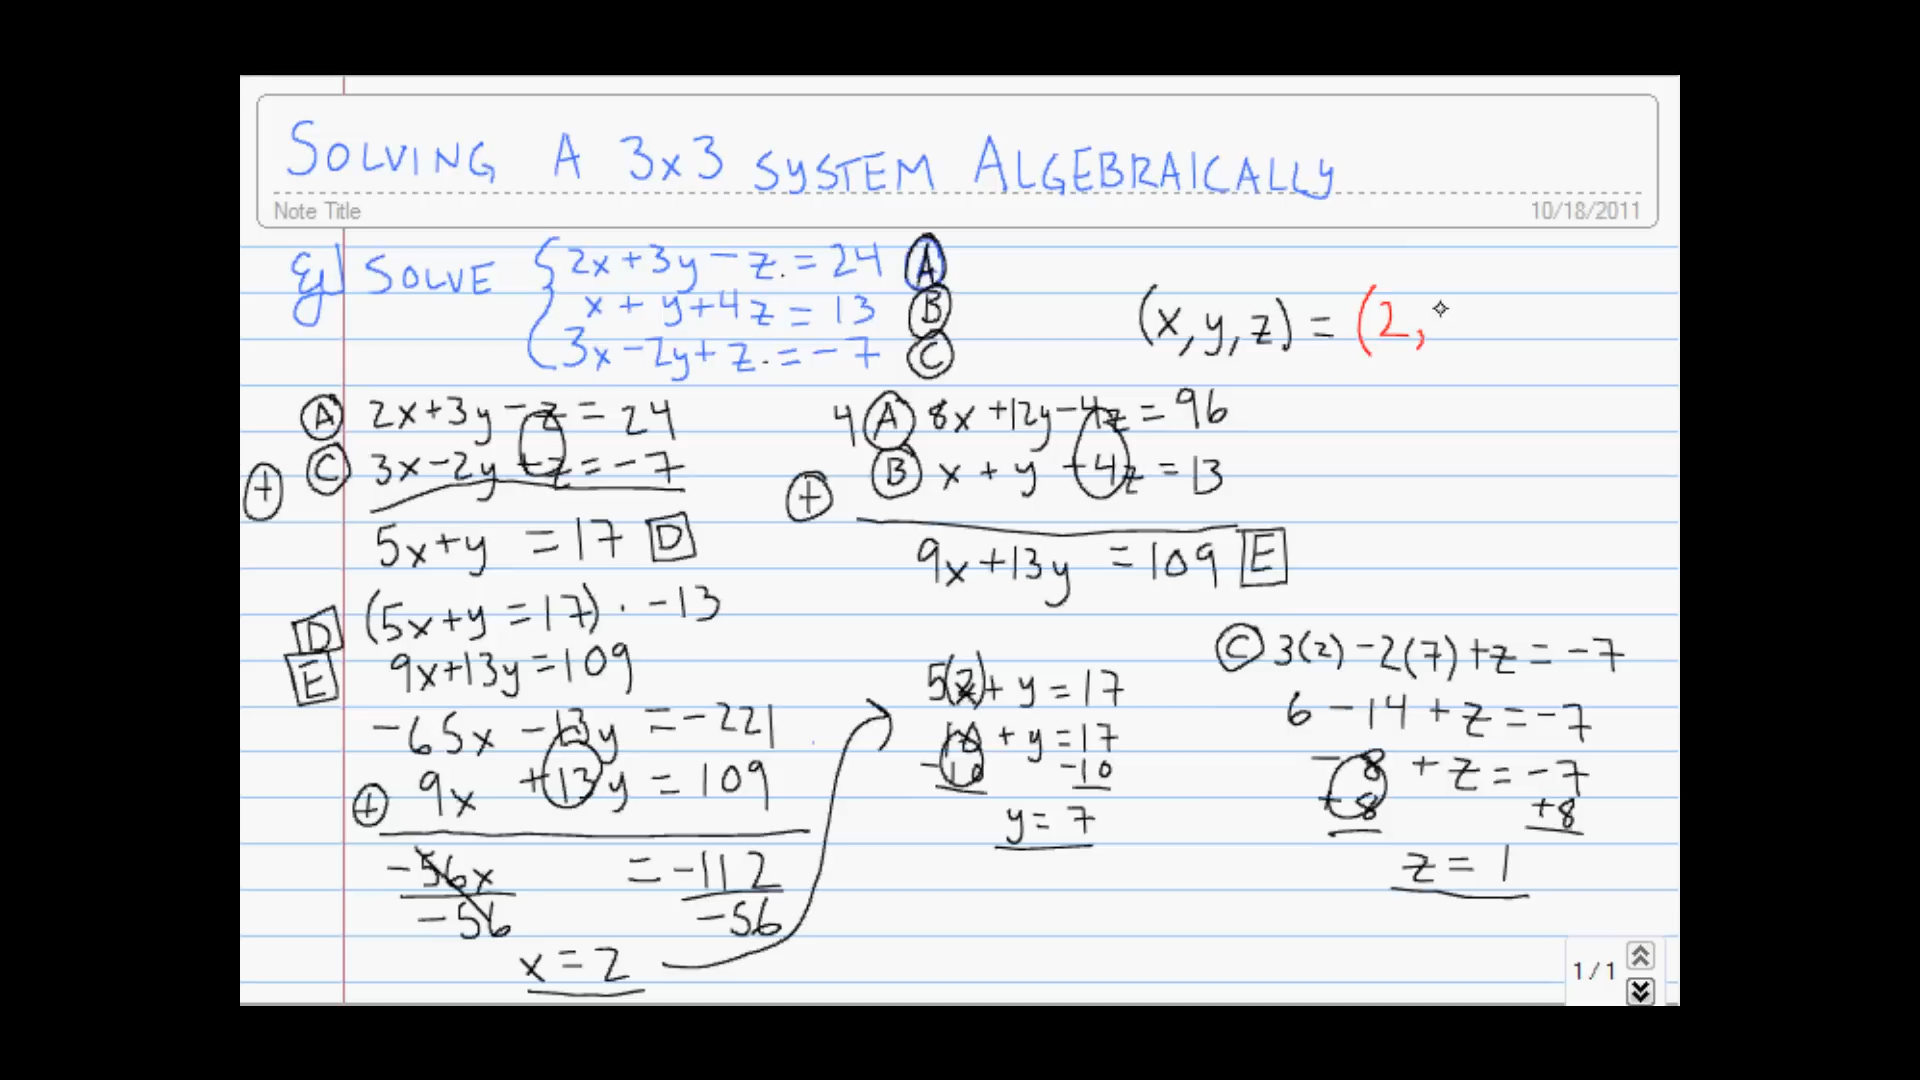 SOLVING A 3x3 SYSTEM ALGEBRAICALLY
Note Title
10/18/2011
Eg] SOLVE
2x+3y-z=24 A
x+y+4z=13 B
3x-2y+z=-7 C
(x,y,z)=(2,
A 2x+3y-z=24
C 3x-2y+z=-7
+
5x+y =17 D
4A 8x+12y-4z=96
B x+y+4z=13
+
9x+13y =109 E
D (5x+y=17)·-13
E 9x+13y=109
-65x-13y=-221
+ 9x+13y=109
-56x =-112
-56 -56
x=2
5(2)+y=17
10+y=17
-10 -10
y=7
C 3(2)-2(7)+z=-7
6-14+z=-7
-8+z=-7
+8 +8
z=1
1/1